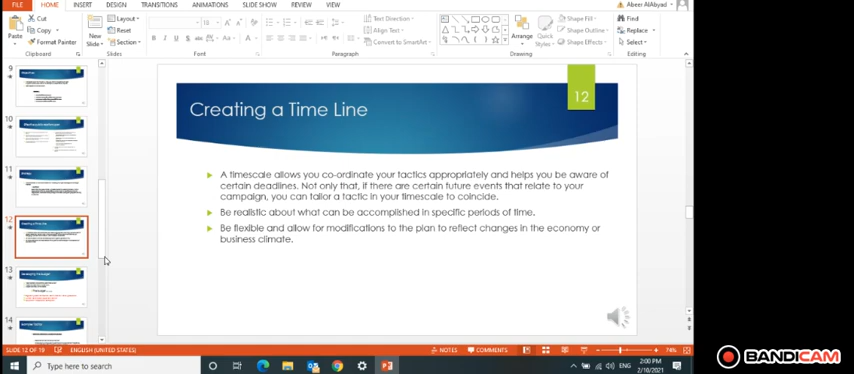 Abeer AlAbyad
FILE HOME INSERT DESIGN TRANSITIONS ANIMATIONS SLIDE SHOW REVIEW VIEW
Cut
Copy
Format Painter
Paste
Clipboard
New Slide
Layout
Reset
Section
Slides
18
Font
Paragraph
Text Direction
Align Text
Convert to SmartArt
Arrange
Quick Styles
Shape Fill
Shape Outline
Shape Effects
Drawing
Find
Replace
Select
Editing
9
10
11
12
13
14
12
Creating a Time Line
A timescale allows you co-ordinate your tactics appropriately and helps you be aware of
certain deadlines. Not only that, if there are certain future events that relate to your
campaign, you can tailor a tactic in your timescale to coincide.
Be realistic about what can be accomplished in specific periods of time.
Be flexible and allow for modifications to the plan to reflect changes in the economy or
business climate.
SLIDE 12 OF 19 ENGLISH (UNITED STATES) NOTES COMMENTS 74%
Type here to search
ENG
2:00 PM
2/18/2021
BANDICAM